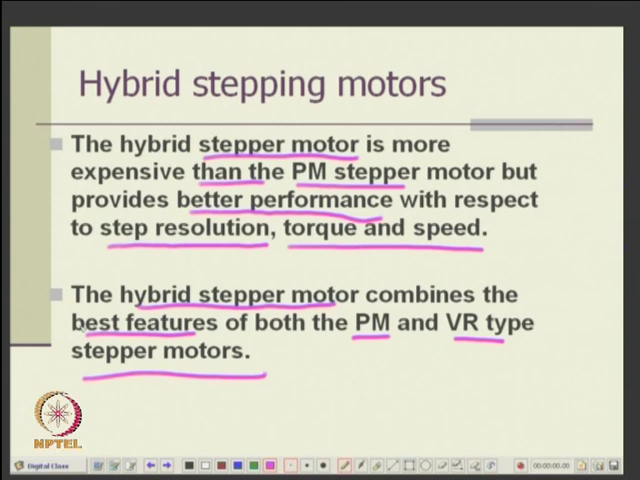 Hybrid stepping motors
The hybrid stepper motor is more
expensive than the PM stepper motor but
provides better performance with respect
to step resolution, torque and speed.
The hybrid stepper motor combines the
best features of both the PM and VR type
stepper motors.
NPTEL
Digital Class
00:00:00.00